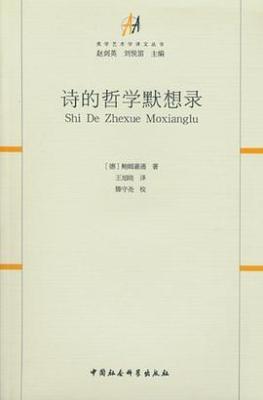 美学艺术学译文丛书
赵剑英 刘悦笛 主编
诗的哲学默想录
Shi De Zhexue Moxianglu
[德]鲍姆嘉通 著
王旭晓 译
滕守尧 校
中国社会科学出版社